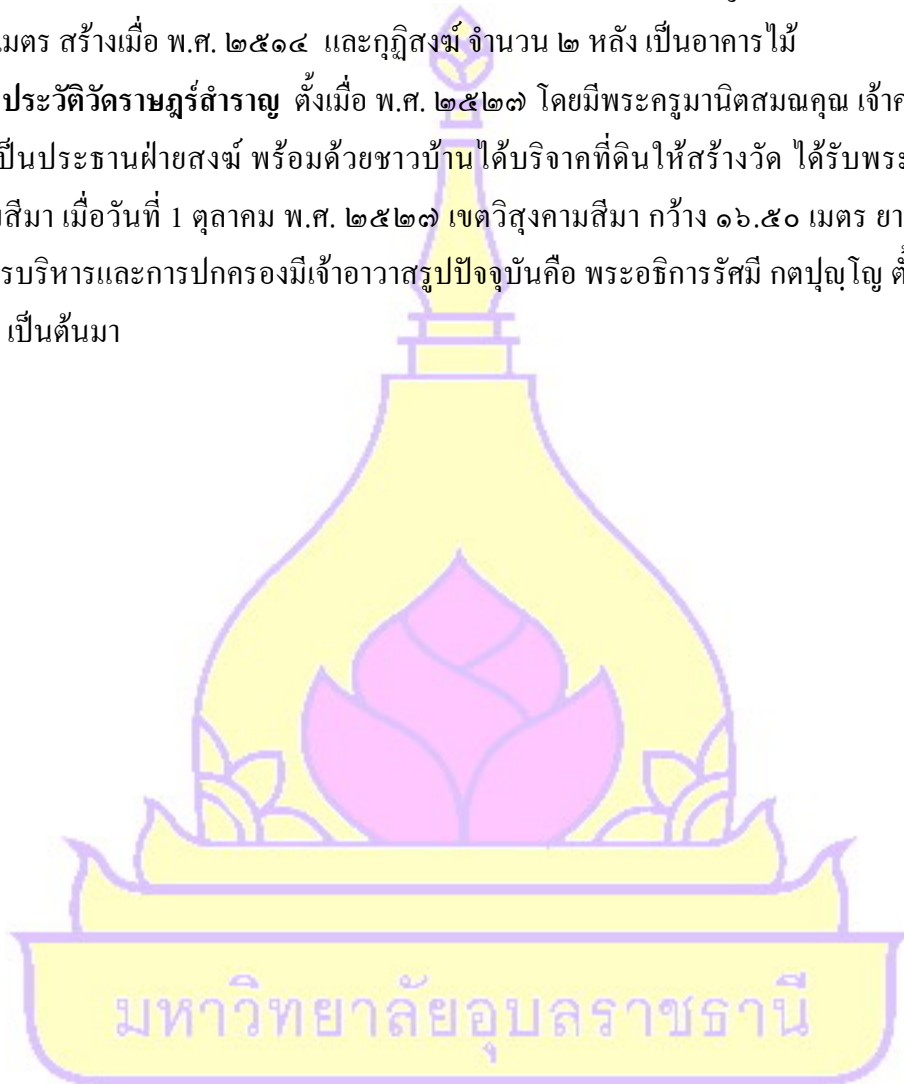 เมตร สร้างเมื่อ พ.ศ. ๒๕๑๔ และกุฏิสงฆ์ จำนวน ๒ หลัง เป็นอาคารไม้
ประวัติวัดราษฎร์สำราญ ตั้งเมื่อ พ.ศ. ๒๕๒๗ โดยมีพระครูมานิตสมณคุณ
เป็นประธานฝ่ายสงฆ์ พร้อมด้วยชาวบ้านได้บริจาคที่ดินให้สร้างวัด ได้รับพระ
สีมา เมื่อวันที่ 1 ตุลาคม พ.ศ. ๒๕๒๗ เขตวิสุงคามสีมา กว้าง ๑๖.๕๐ เมตร
รบริหารและการปกครองมีเจ้าอาวาสรูปปัจจุบันคือ พระอธิการรัศมี กตปุญฺโญ
เป็นต้นมา
มหาวิทยาลัยอุบลราชธานี